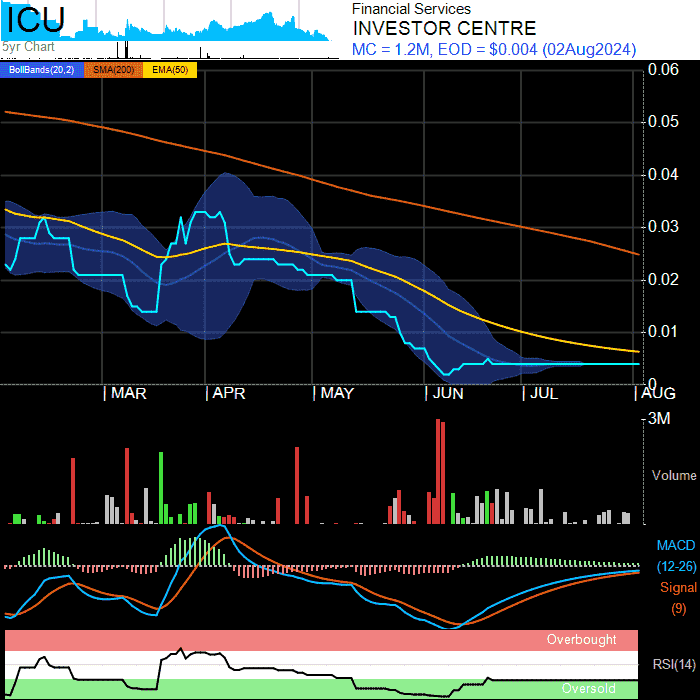 ICU
5yr Chart
Financial Services
INVESTOR CENTRE
MC = 1.2M, EOD = $0.004 (02Aug2024)
BollBands(20,2) SMA(200) EMA(50)
0.06
0.05
0.04
0.03
0.02
0.01
0
| MAR | APR | MAY | JUN | JUL | AUG
3M
Volume
MACD
(12-26)
Signal
(9)
Overbought
RSI(14)
Oversold